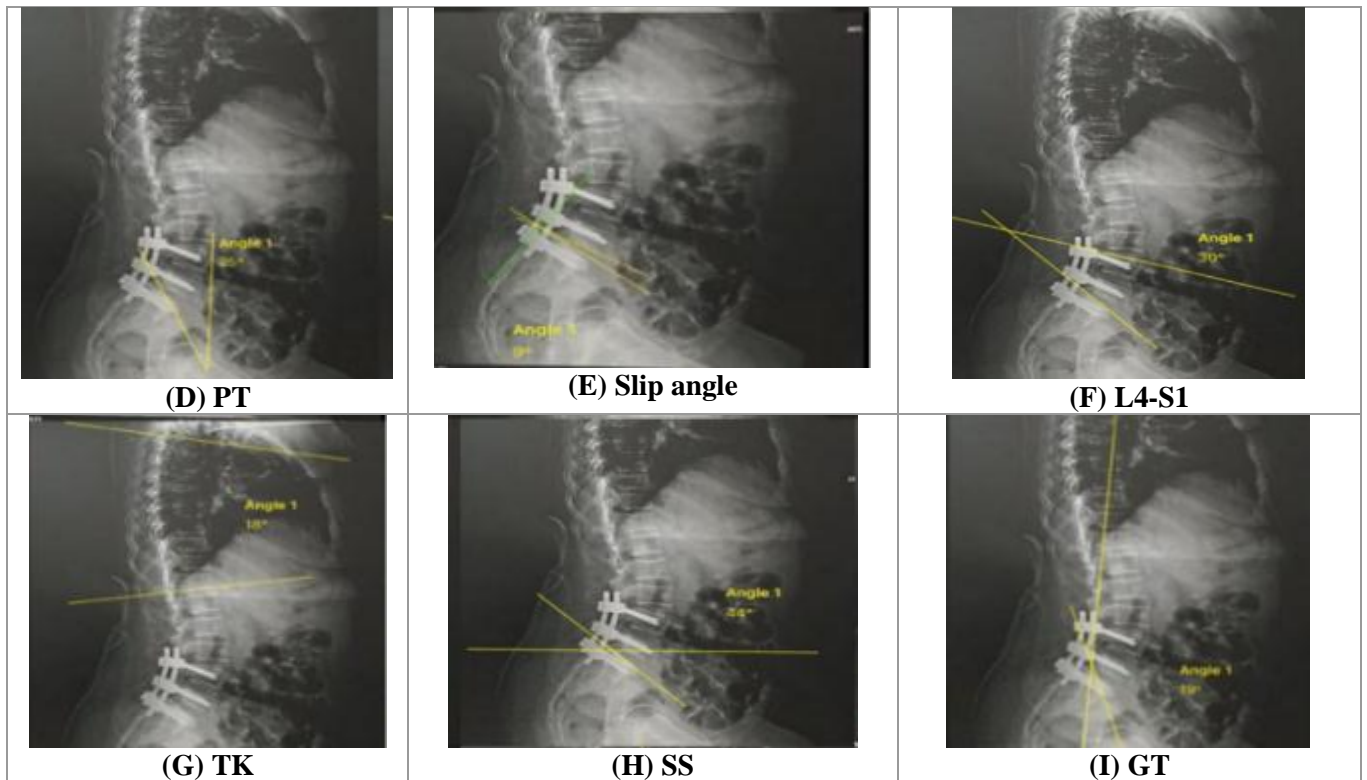 Angle 1
(D) PT
Angle 1
9°
(E) Slip angle
Angle 1
30°
(F) L4-S1
Angle 1
18°
(G) TK
Angle 1
44°
(H) SS
Angle 1
19°
(I) GT